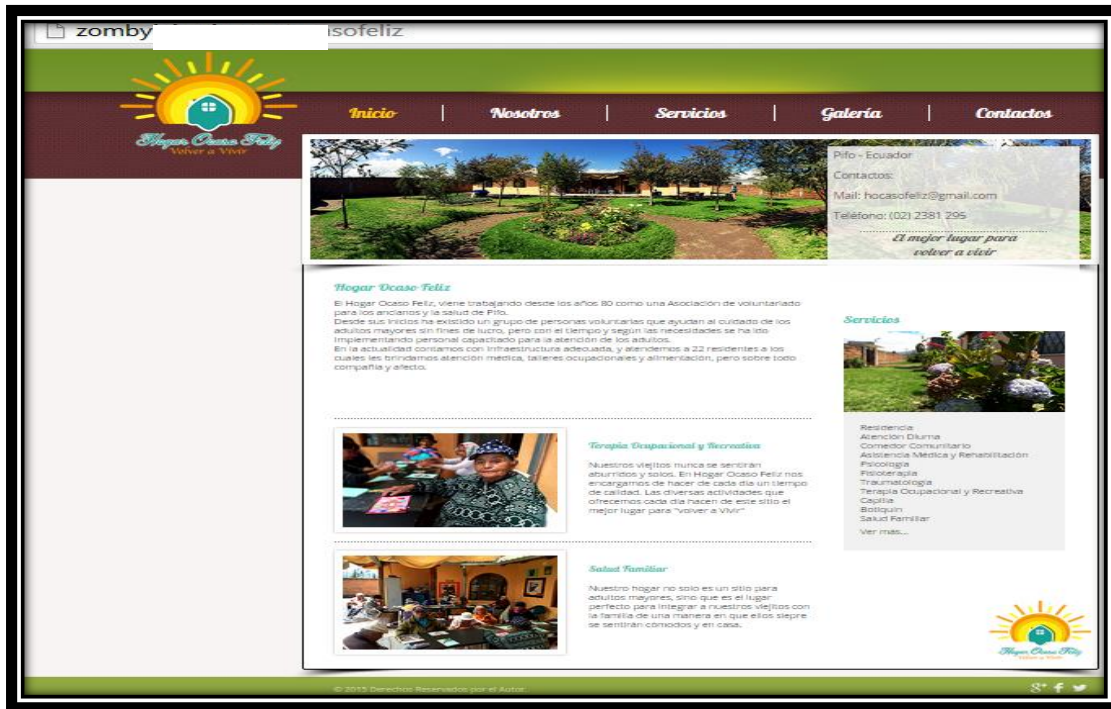 zomby
sofeliz
Hogar Ocaso Feliz
Volver a Vivir
Inicio
Nosotros
Servicios
Galería
Contactos
Pifo - Ecuador
Contactos:
Mail: hocasofeliz@gmail.com
Teléfono: (02) 2381 295
El mejor lugar para
volver a vivir
Hogar Ocaso Feliz
El Hogar Ocaso Feliz, viene trabajando desde los años 80 como una Asociación de voluntariado
para los ancianos y la salud de Pifo.
Desde sus inicios ha existido un grupo de personas voluntarias que ayudan al cuidado de los
adultos mayores sin fines de lucro, pero con el tiempo y según las necesidades se ha ido
implementando personal capacitado para la atención de los adultos.
En la actualidad contamos con infraestructura adecuada, y atendemos a 22 residentes a los
cuales les brindamos atención médica, talleres ocupacionales y alimentación, pero sobre todo
compañía y afecto.
Terapia Ocupacional y Recreativa
Nuestros viejitos nunca se sentirán
aburridos y solos. En Hogar Ocaso Feliz nos
encargamos de hacer de cada día un tiempo
de calidad. Las diversas actividades que
ofrecemos cada día hacen de este sitio el
mejor lugar para "volver a Vivir"
Salud Familiar
Nuestro hogar no solo es un sitio para
adultos mayores, sino que es el lugar
perfecto para integrar a nuestros viejitos con
la familia de una manera en que ellos siepre
se sentirán cómodos y en casa.
Servicios
Residencia
Atención Diurna
Comedor Comunitario
Asistencia Médica y Rehabilitación
Psicología
Fisioterapia
Traumatología
Terapia Ocupacional y Recreativa
Capilla
Botiquín
Salud Familiar
Ver más...
Hogar Ocaso Feliz
Volver a Vivir
© 2015 Derechos Reservados por el Autor.